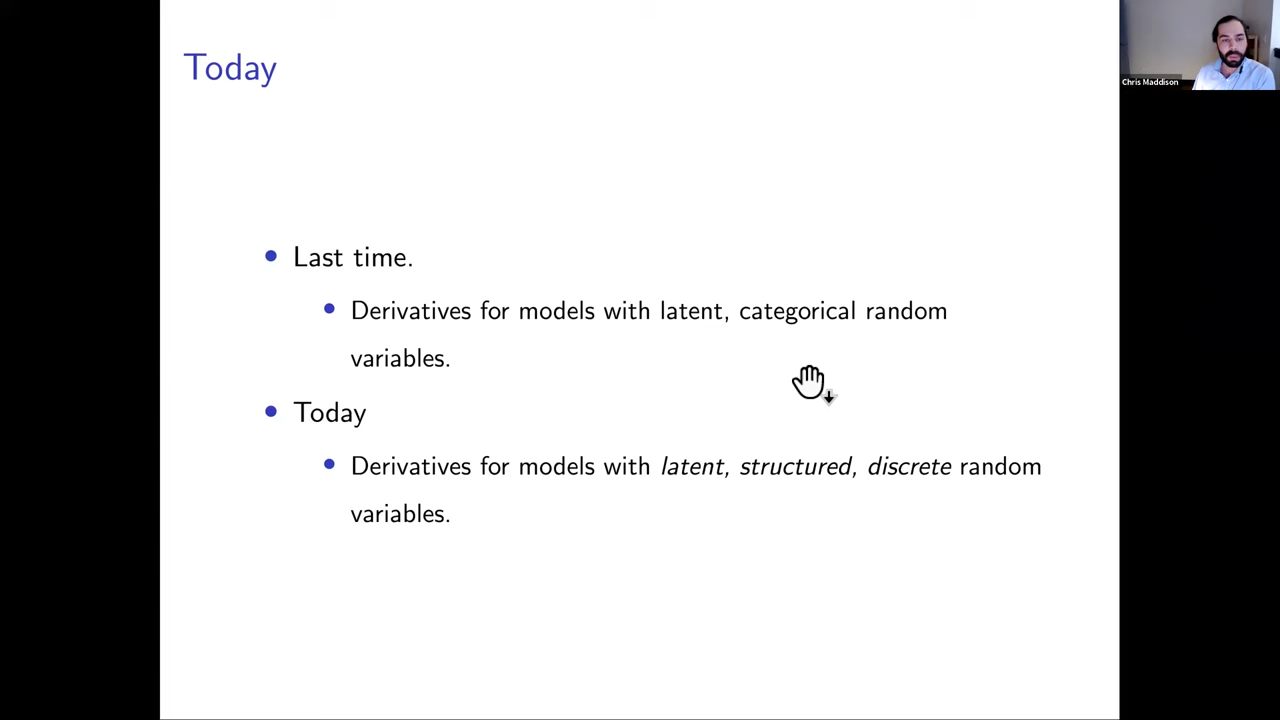 Today
Chris Maddison
Last time.
Derivatives for models with latent, categorical random
variables.
Today
Derivatives for models with latent, structured, discrete random
variables.